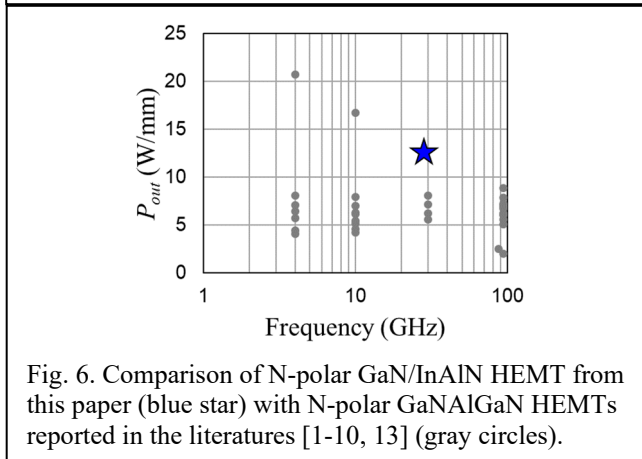 25
20
15
10
5
0
P_out (W/mm)
1 10 100
Frequency (GHz)
Fig. 6. Comparison of N-polar GaN/InAlN HEMT from
this paper (blue star) with N-polar GaNAlGaN HEMTs
reported in the literatures [1-10, 13] (gray circles).